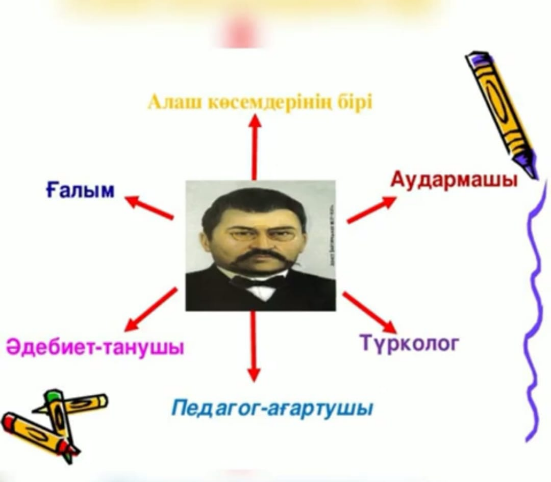 Алаш көсемдерінің бірі
Ғалым
Аудармашы
Әдебиет-танушы
Түрколог
Педагог-ағартушы